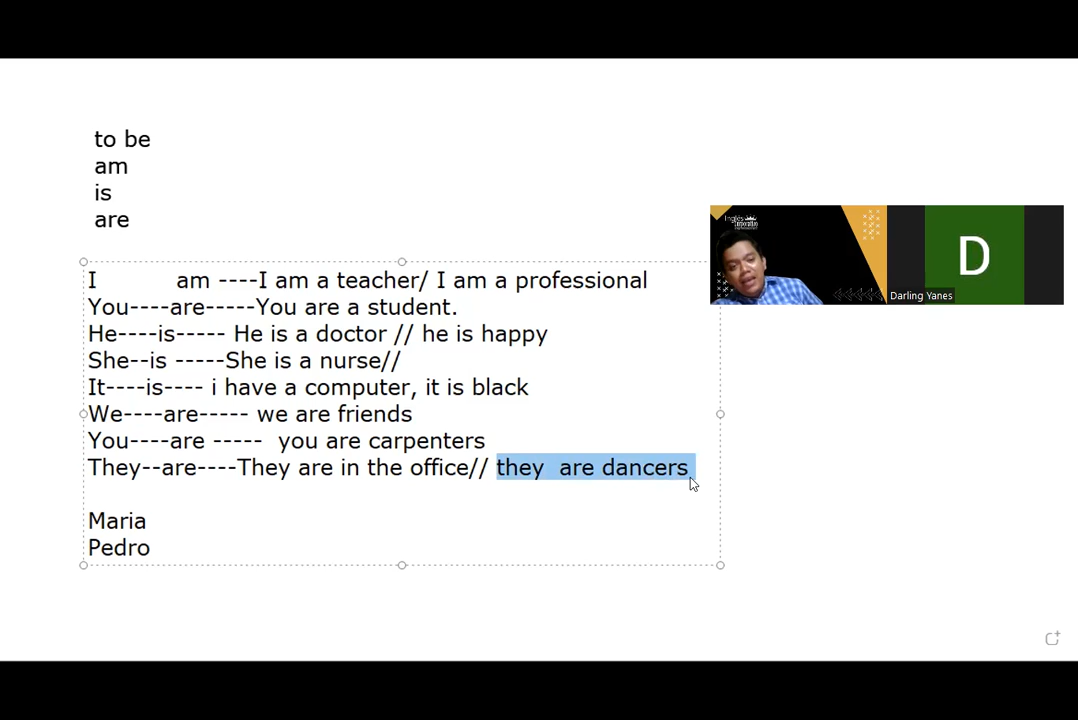 to be
am
is
are
I am ----I am a teacher/ I am a professional
You----are-----You are a student.
He----is----- He is a doctor // he is happy
She--is -----She is a nurse//
It----is---- i have a computer, it is black
We----are----- we are friends
You----are ----- you are carpenters
They--are----They are in the office// they are dancers
Maria
Pedro
Inglés
Corporativo
D
Darling Yanes